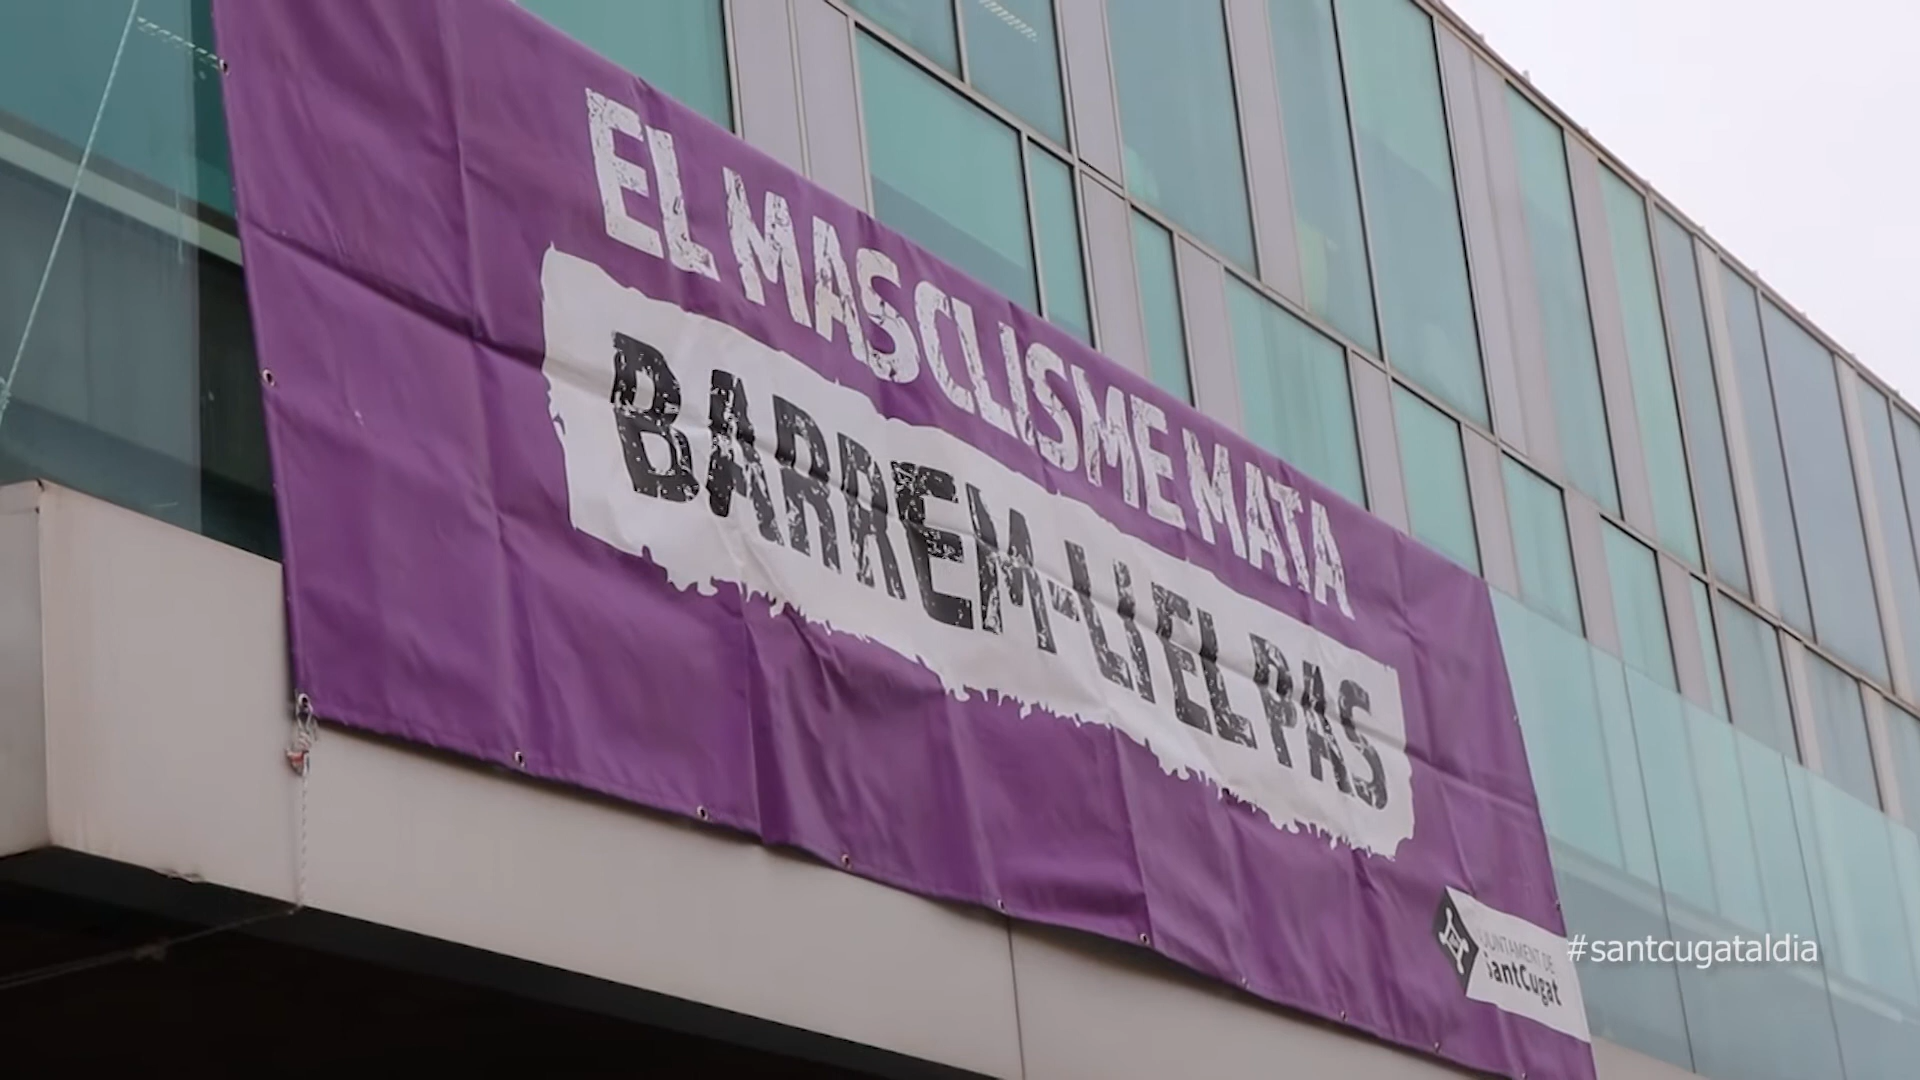 EL MASCLISME MATA
BARREM-LI EL PAS
AJUNTAMENT DE
SantCugat
#santcugataldia